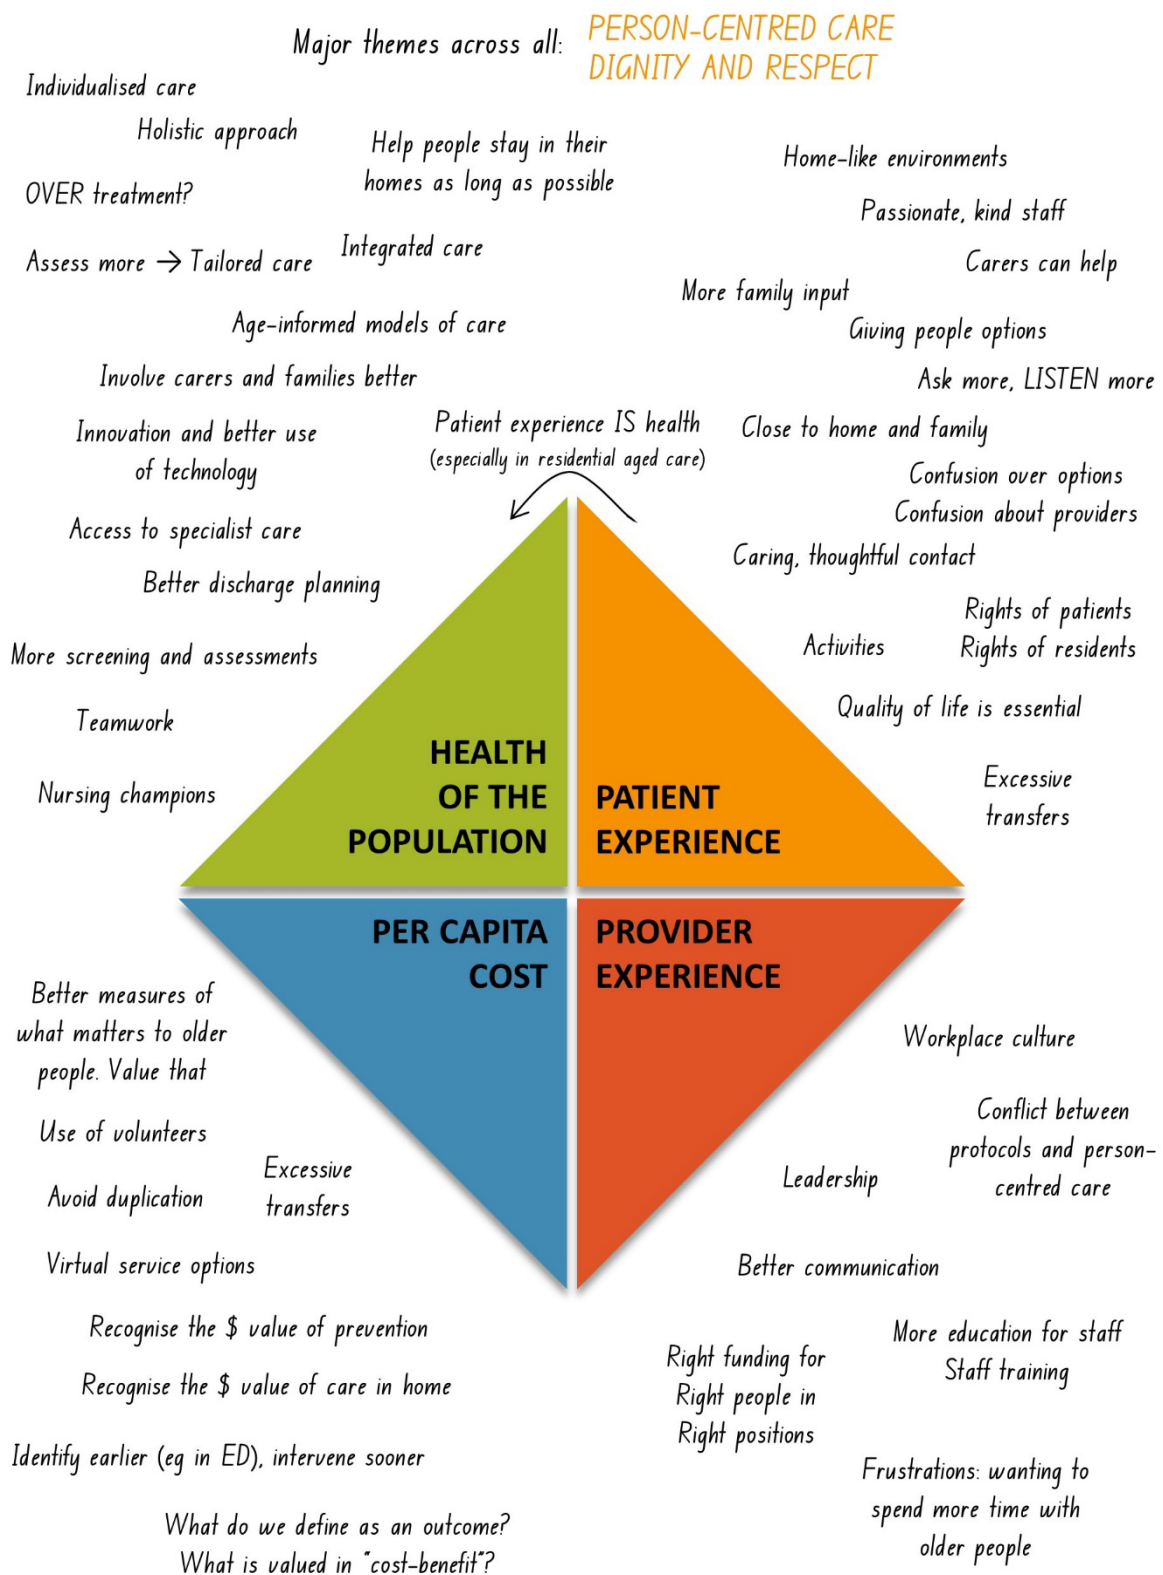 Major themes across all:
PERSON-CENTRED CARE
DIGNITY AND RESPECT
Individualised care
Holistic approach
Help people stay in their
homes as long as possible
OVER treatment?
Integrated care
Assess more → Tailored care
Age-informed models of care
Involve carers and families better
Innovation and better use
of technology
Access to specialist care
Better discharge planning
More screening and assessments
Teamwork
Nursing champions
Patient experience IS health
(especially in residential aged care)
Home-like environments
Passionate, kind staff
Carers can help
More family input
Giving people options
Ask more, LISTEN more
Close to home and family
Confusion over options
Confusion about providers
Caring, thoughtful contact
Rights of patients
Rights of residents
Activities
Quality of life is essential
Excessive
transfers
HEALTH
OF THE
POPULATION
PATIENT
EXPERIENCE
PER CAPITA
COST
PROVIDER
EXPERIENCE
Better measures of
what matters to older
people. Value that
Use of volunteers
Excessive
transfers
Avoid duplication
Virtual service options
Recognise the $ value of prevention
Recognise the $ value of care in home
Identify earlier (eg in ED), intervene sooner
What do we define as an outcome?
What is valued in "cost-benefit"?
Workplace culture
Conflict between
protocols and person-
centred care
Leadership
Better communication
More education for staff
Staff training
Right funding for
Right people in
Right positions
Frustrations: wanting to
spend more time with
older people